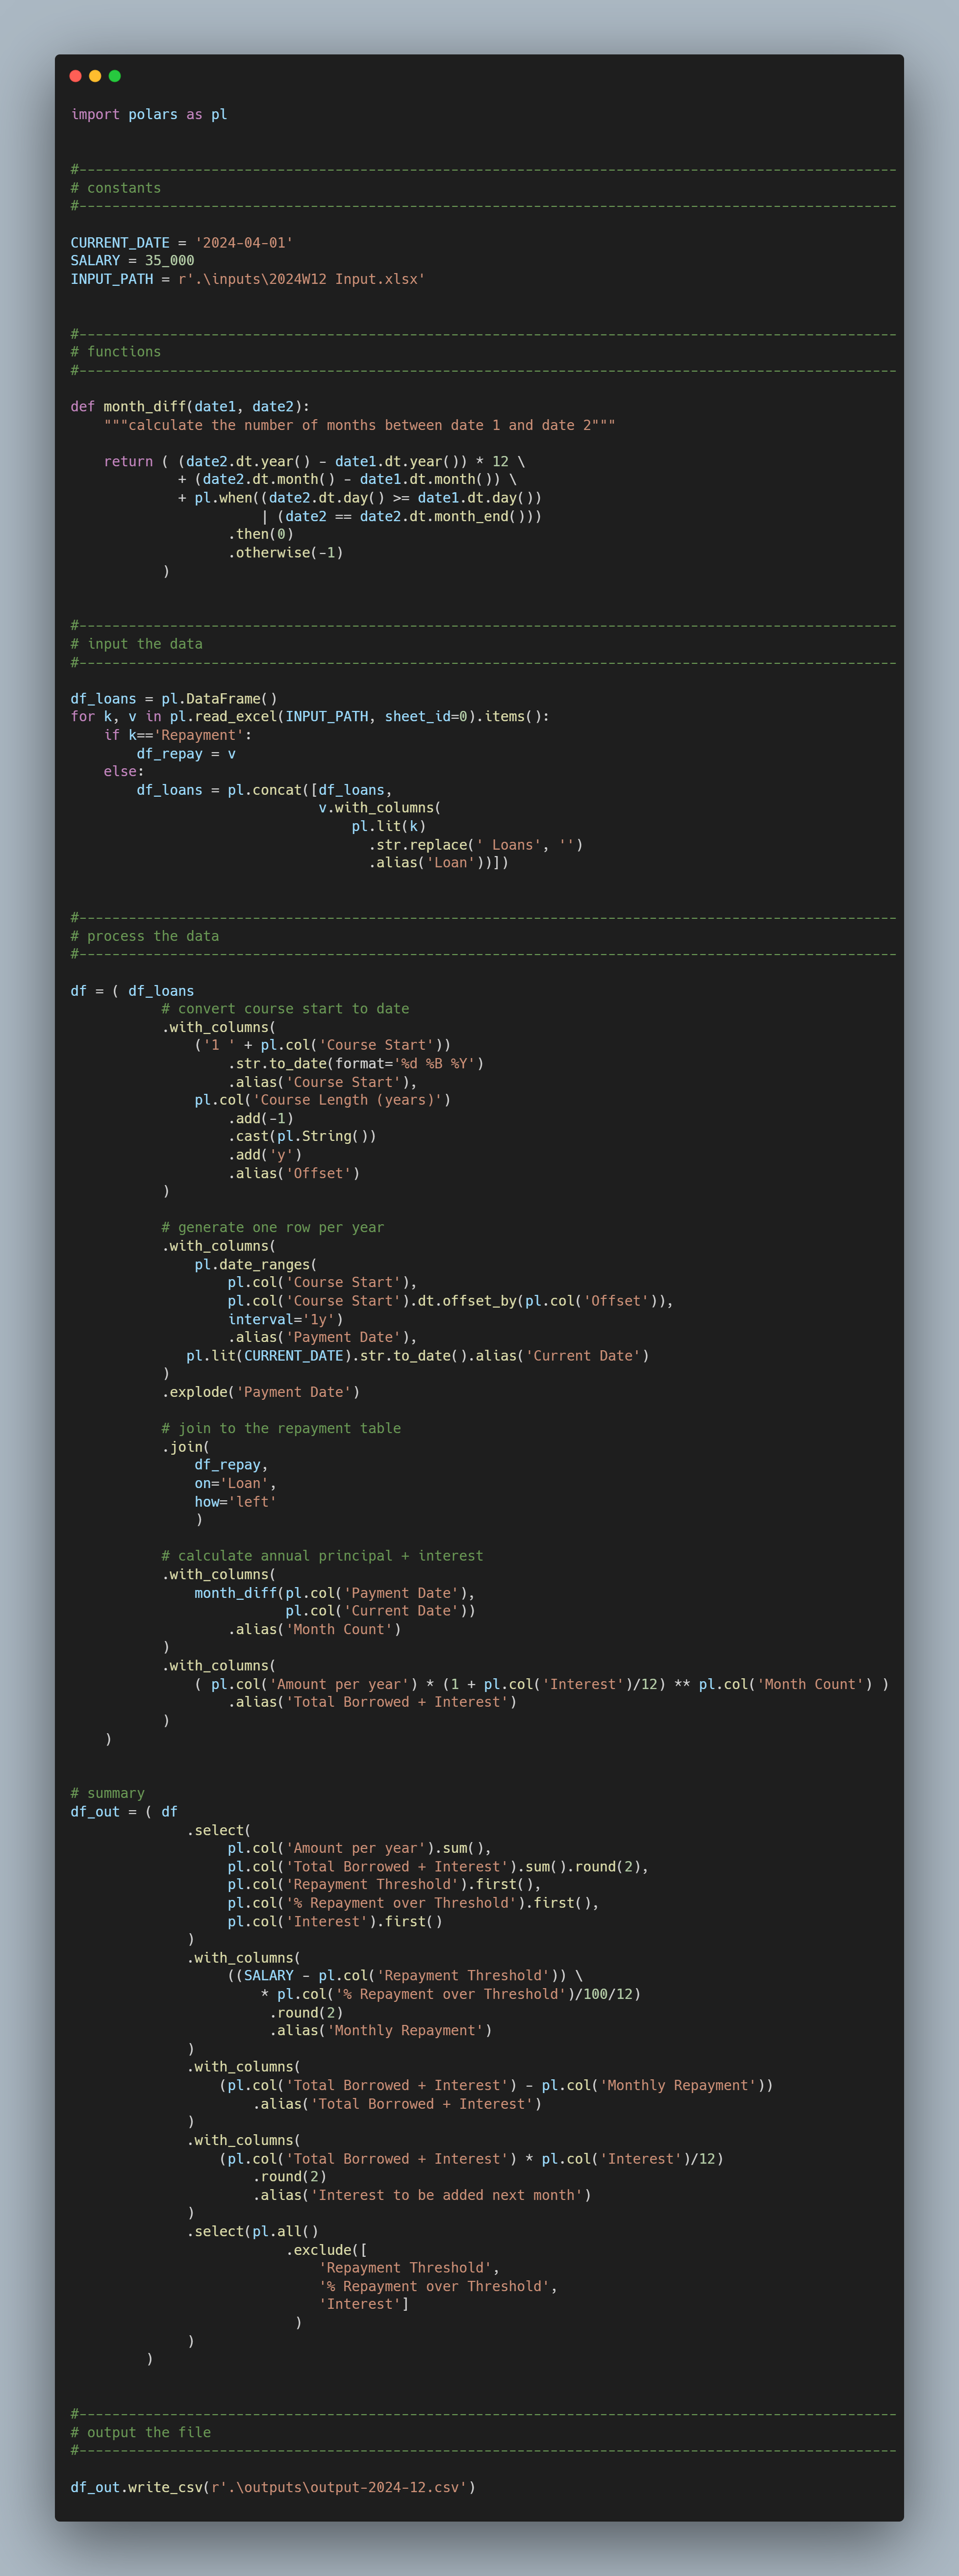 import polars as pl
#---------------------------------------------------------------------------------------------------
# constants
#---------------------------------------------------------------------------------------------------
CURRENT_DATE = '2024-04-01'
SALARY = 35_000
INPUT_PATH = r'.\inputs\2024W12 Input.xlsx'
#---------------------------------------------------------------------------------------------------
# functions
#---------------------------------------------------------------------------------------------------
def month_diff(date1, date2):
    """calculate the number of months between date 1 and date 2"""
    return ( (date2.dt.year() - date1.dt.year()) * 12 \
             + (date2.dt.month() - date1.dt.month()) \
             + pl.when((date2.dt.day() >= date1.dt.day())
                       | (date2 == date2.dt.month_end()))
                   .then(0)
                   .otherwise(-1)
           )
#---------------------------------------------------------------------------------------------------
# input the data
#---------------------------------------------------------------------------------------------------
df_loans = pl.DataFrame()
for k, v in pl.read_excel(INPUT_PATH, sheet_id=0).items():
    if k=='Repayment':
        df_repay = v
    else:
        df_loans = pl.concat([df_loans,
                              v.with_columns(
                                  pl.lit(k)
                                    .str.replace(' Loans', '')
                                    .alias('Loan'))])
#---------------------------------------------------------------------------------------------------
# process the data
#---------------------------------------------------------------------------------------------------
df = ( df_loans
           # convert course start to date
           .with_columns(
               ('1 ' + pl.col('Course Start'))
                   .str.to_date(format='%d %B %Y')
                   .alias('Course Start'),
               pl.col('Course Length (years)')
                   .add(-1)
                   .cast(pl.String())
                   .add('y')
                   .alias('Offset')
           )
           # generate one row per year
           .with_columns(
               pl.date_ranges(
                   pl.col('Course Start'),
                   pl.col('Course Start').dt.offset_by(pl.col('Offset')),
                   interval='1y')
                   .alias('Payment Date'),
              pl.lit(CURRENT_DATE).str.to_date().alias('Current Date')
           )
           .explode('Payment Date')
           # join to the repayment table
           .join(
               df_repay,
               on='Loan',
               how='left'
               )
           # calculate annual principal + interest
           .with_columns(
               month_diff(pl.col('Payment Date'),
                          pl.col('Current Date'))
                   .alias('Month Count')
           )
           .with_columns(
               ( pl.col('Amount per year') * (1 + pl.col('Interest')/12) ** pl.col('Month Count') )
                   .alias('Total Borrowed + Interest')
           )
    )
# summary
df_out = ( df
              .select(
                   pl.col('Amount per year').sum(),
                   pl.col('Total Borrowed + Interest').sum().round(2),
                   pl.col('Repayment Threshold').first(),
                   pl.col('% Repayment over Threshold').first(),
                   pl.col('Interest').first()
              )
              .with_columns(
                   ((SALARY - pl.col('Repayment Threshold')) \
                       * pl.col('% Repayment over Threshold')/100/12)
                        .round(2)
                        .alias('Monthly Repayment')
              )
              .with_columns(
                  (pl.col('Total Borrowed + Interest') - pl.col('Monthly Repayment'))
                      .alias('Total Borrowed + Interest')
              )
              .with_columns(
                  (pl.col('Total Borrowed + Interest') * pl.col('Interest')/12)
                      .round(2)
                      .alias('Interest to be added next month')
              )
              .select(pl.all()
                          .exclude([
                              'Repayment Threshold',
                              '% Repayment over Threshold',
                              'Interest']
                           )
              )
         )
#---------------------------------------------------------------------------------------------------
# output the file
#---------------------------------------------------------------------------------------------------
df_out.write_csv(r'.\outputs\output-2024-12.csv')